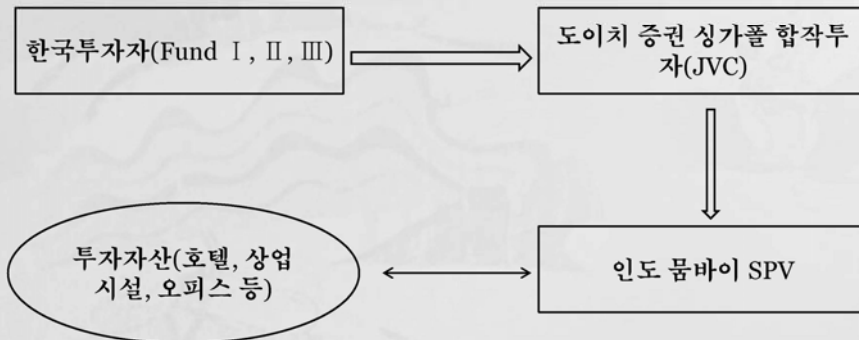 한국투자자(Fund Ⅰ, Ⅱ, Ⅲ)
도이치 증권 싱가폴 합작투
자(JVC)
투자자산(호텔, 상업
시설, 오피스 등)
인도 뭄바이 SPV